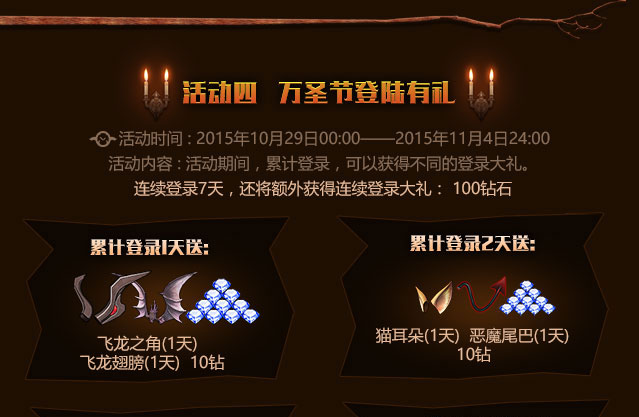 活动四 万圣节登陆有礼
活动时间：2015年10月29日00:00——2015年11月4日24:00
活动内容：活动期间，累计登录，可以获得不同的登录大礼。
连续登录7天，还将额外获得连续登录大礼： 100钻石
累计登录1天送:
飞龙之角(1天)
飞龙翅膀(1天) 10钻
累计登录2天送:
猫耳朵(1天) 恶魔尾巴(1天)
10钻